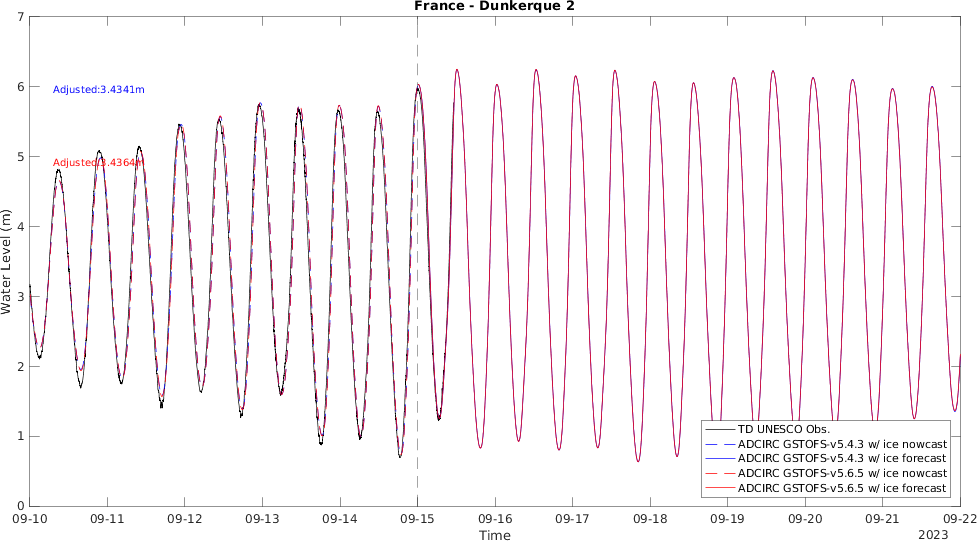 France - Dunkerque 2
7
6
5
4
3
2
1
0
Water Level (m)
Adjusted:3.4341m
Adjusted:3.4364m
TD UNESCO Obs.
ADCIRC GSTOFS-v5.4.3 w/ ice nowcast
ADCIRC GSTOFS-v5.4.3 w/ ice forecast
ADCIRC GSTOFS-v5.6.5 w/ ice nowcast
ADCIRC GSTOFS-v5.6.5 w/ ice forecast
09-10 09-11 09-12 09-13 09-14 09-15 09-16 09-17 09-18 09-19 09-20 09-21 09-22
Time
2023